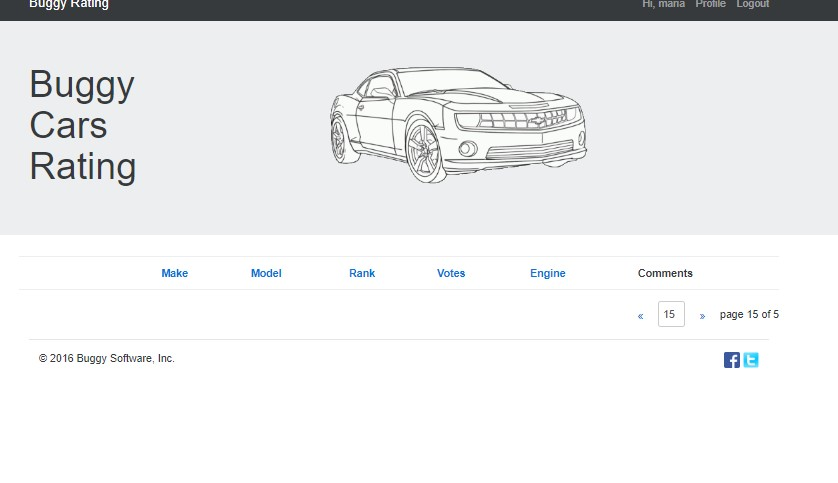 Buggy Rating
Hi, maria Profile Logout
Buggy
Cars
Rating
Make Model Rank Votes Engine Comments
« 15 » page 15 of 5
© 2016 Buggy Software, Inc.